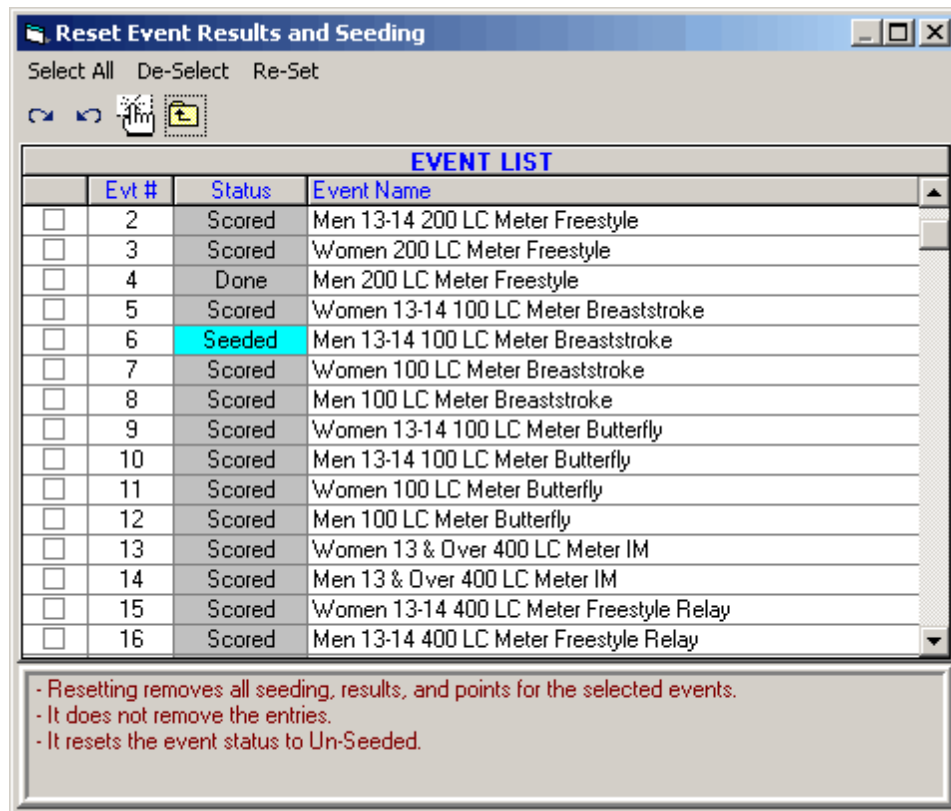 Reset Event Results and Seeding
Select All De-Select Re-Set
EVENT LIST
Evt # Status Event Name
2 Scored Men 13-14 200 LC Meter Freestyle
3 Scored Women 200 LC Meter Freestyle
4 Done Men 200 LC Meter Freestyle
5 Scored Women 13-14 100 LC Meter Breaststroke
6 Seeded Men 13-14 100 LC Meter Breaststroke
7 Scored Women 100 LC Meter Breaststroke
8 Scored Men 100 LC Meter Breaststroke
9 Scored Women 13-14 100 LC Meter Butterfly
10 Scored Men 13-14 100 LC Meter Butterfly
11 Scored Women 100 LC Meter Butterfly
12 Scored Men 100 LC Meter Butterfly
13 Scored Women 13 & Over 400 LC Meter IM
14 Scored Men 13 & Over 400 LC Meter IM
15 Scored Women 13-14 400 LC Meter Freestyle Relay
16 Scored Men 13-14 400 LC Meter Freestyle Relay
- Resetting removes all seeding, results, and points for the selected events.
- It does not remove the entries.
- It resets the event status to Un-Seeded.